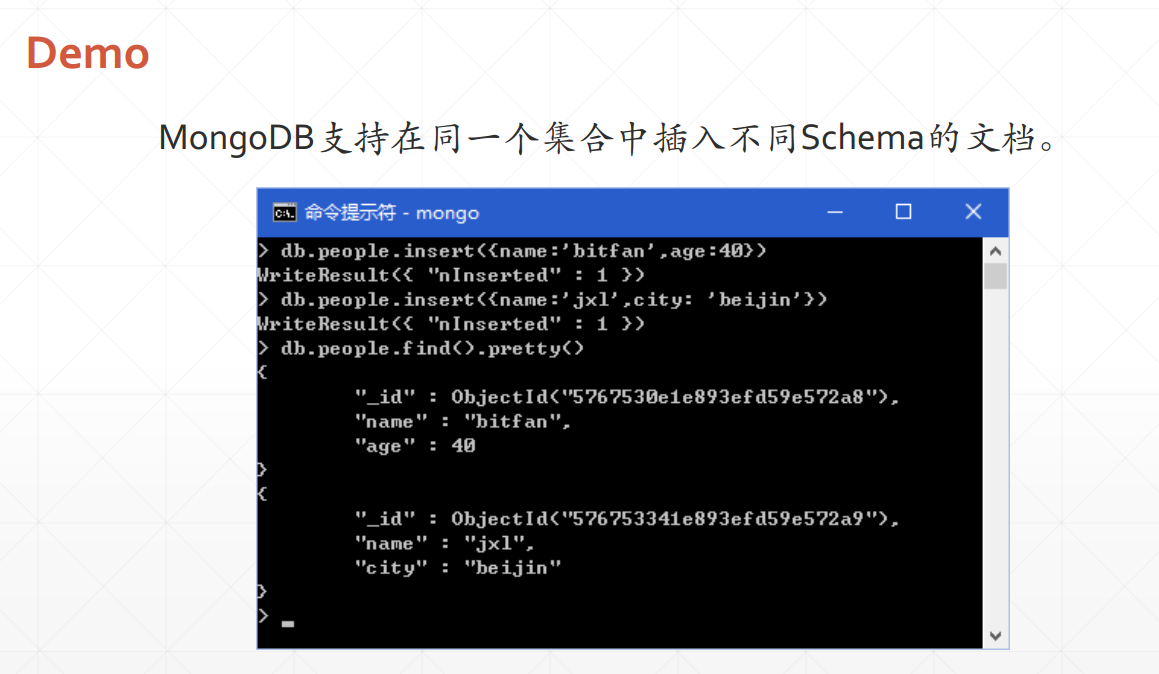 Demo
MongoDB支持在同一个集合中插入不同Schema的文档。
命令提示符 - mongo
> db.people.insert({name:'bitfan',age:40})
WriteResult({ "nInserted" : 1 })
> db.people.insert({name:'jxl',city: 'beijin'})
WriteResult({ "nInserted" : 1 })
> db.people.find().pretty()
{
"_id" : ObjectId("5767530e1e893efd59e572a8"),
"name" : "bitfan",
"age" : 40
}
{
"_id" : ObjectId("576753341e893efd59e572a9"),
"name" : "jxl",
"city" : "beijin"
}
> _